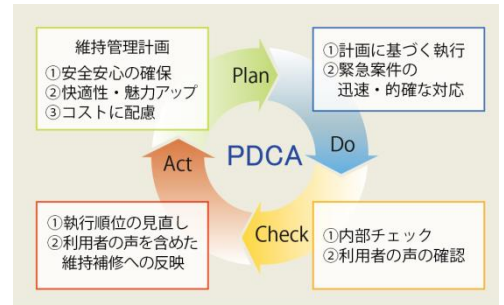 維持管理計画
①安全安心の確保
②快適性・魅力アップ
③コストに配慮
Plan
①計画に基づく執行
②緊急案件の
迅速・的確な対応
Do
PDCA
Act
Check
①執行順位の見直し
②利用者の声を含めた
維持補修への反映
①内部チェック
②利用者の声の確認